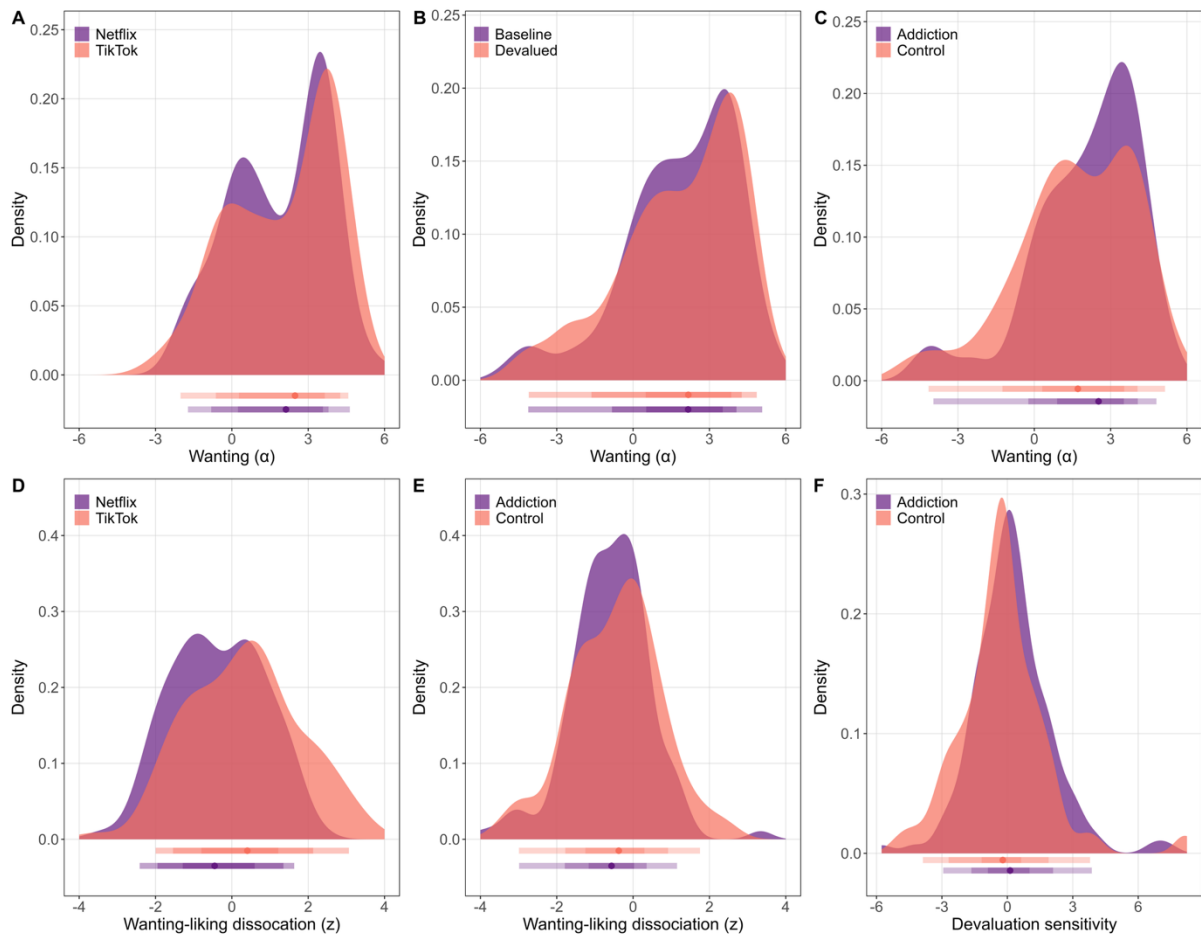 A
Netflix
TikTok
0.25
0.20
0.15
0.10
0.05
0.00
Density
-6
-3
0
3
6
Wanting (α)
B
Baseline
Devalued
0.25
0.20
0.15
0.10
0.05
0.00
Density
-6
-3
0
3
6
Wanting (α)
C
Addiction
Control
0.25
0.20
0.15
0.10
0.05
0.00
Density
-6
-3
0
3
6
Wanting (α)
D
Netflix
TikTok
0.4
0.3
0.2
0.1
0.0
Density
-4
-2
0
2
4
Wanting-liking dissocation (z)
E
Addiction
Control
0.4
0.3
0.2
0.1
0.0
Density
-4
-2
0
2
4
Wanting-liking dissocation (z)
F
Addiction
Control
0.3
0.2
0.1
0.0
Density
-6
-3
0
3
6
Devaluation sensitivity